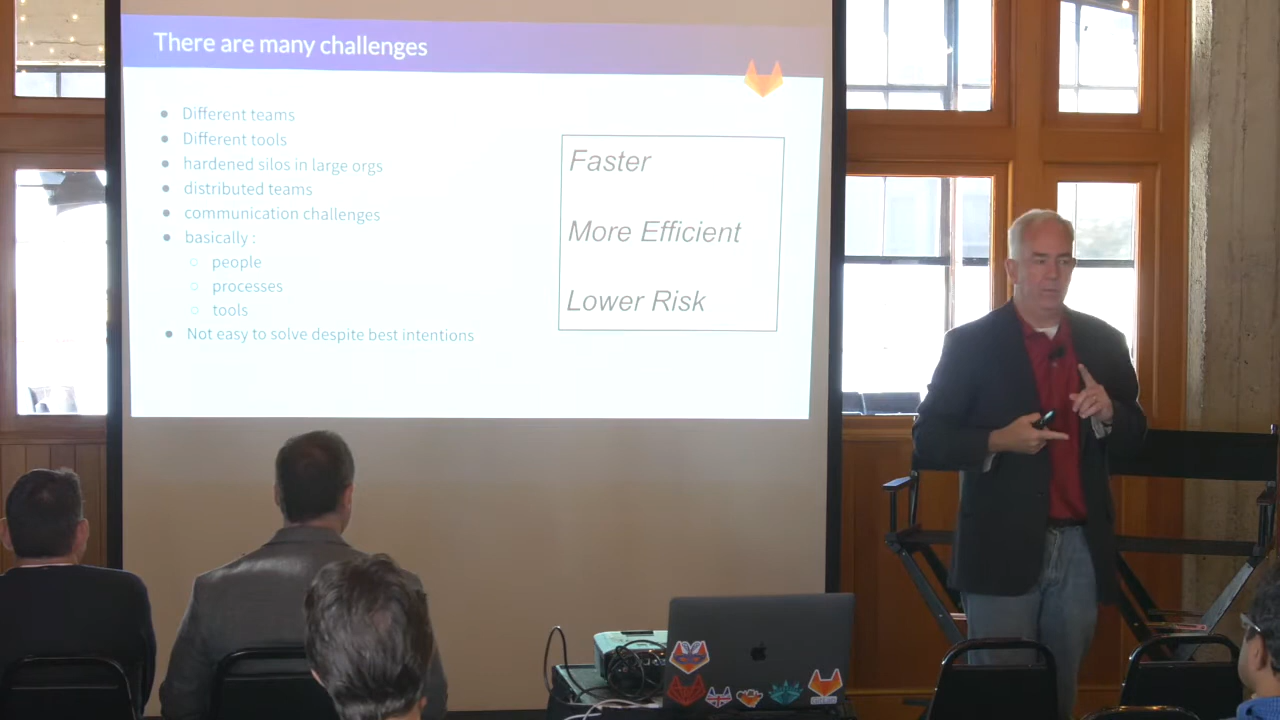 There are many challenges
Different teams
Different tools
hardened silos in large orgs
distributed teams
communication challenges
basically :
people
processes
tools
Not easy to solve despite best intentions
Faster
More Efficient
Lower Risk